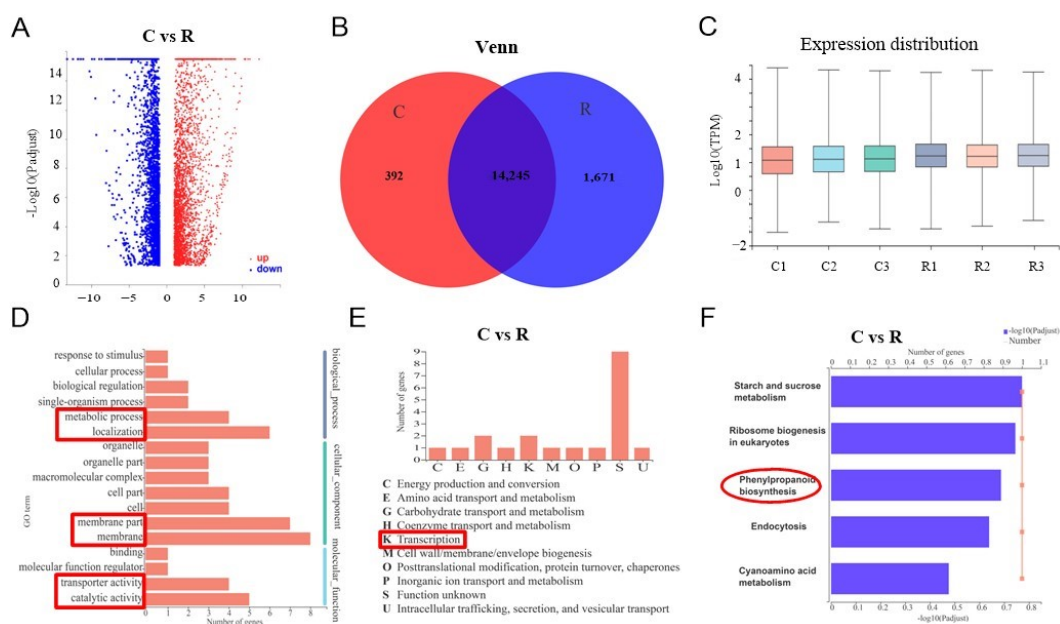 A
C vs R
-Log10(Padjust)
14
12
10
8
6
4
2
0
−10
−5
0
5
10
up
down
B
Venn
C
R
392
14,245
1,671
C
Expression distribution
Log10(TPM)
4
2
1
0
−2
C1
C2
C3
R1
R2
R3
D
GO term
response to stimulus
cellular process
biological regulation
single-organism process
metabolic process
localization
organelle
organelle part
macromolecular complex
cell part
cell
membrane part
membrane
binding
molecular function regulator
transporter activity
catalytic activity
0 1 2 3 4 5 6 7 8
Number of genes
biological_process
cellular_component
molecular_function
E
C vs R
Number of genes
9
7
5
4
2
0
C E G H K M O P S U
C Energy production and conversion
E Amino acid transport and metabolism
G Carbohydrate transport and metabolism
H Coenzyme transport and metabolism
K Transcription
M Cell wall/membrane/envelope biogenesis
O Posttranslational modification, protein turnover, chaperones
P Inorganic ion transport and metabolism
S Function unknown
U Intracellular trafficking, secretion, and vesicular transport
F
C vs R
-log10(Padjust)
Number
Number of genes
0 0.1 0.2 0.3 0.4 0.5 0.6 0.7 0.8 0.9 1 1.1
Starch and sucrose
metabolism
Ribosome biogenesis
in eukaryotes
Phenylpropanoid
biosynthesis
Endocytosis
Cyanoamino acid
metabolism
0 0.1 0.2 0.3 0.4 0.5 0.6 0.7 0.8
-log10(Padjust)